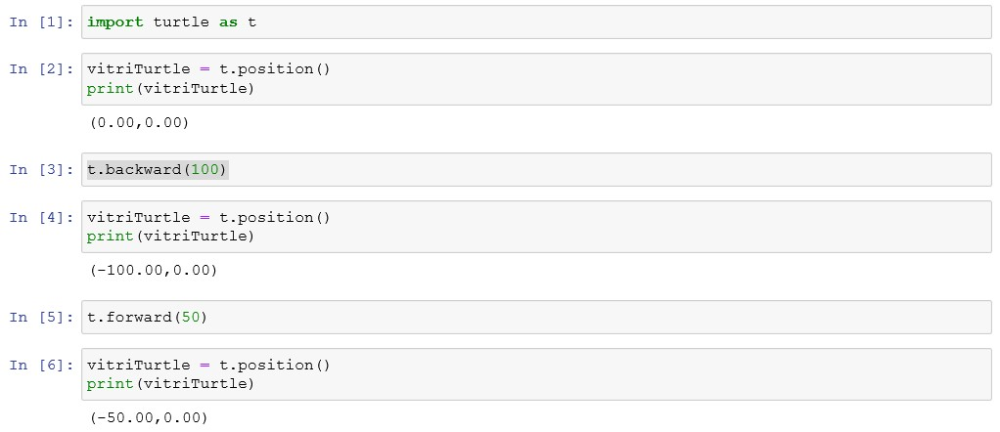 In [1]: import turtle as t
In [2]: vitriTurtle = t.position()
print(vitriTurtle)
(0.00,0.00)
In [3]: t.backward(100)
In [4]: vitriTurtle = t.position()
print(vitriTurtle)
(-100.00,0.00)
In [5]: t.forward(50)
In [6]: vitriTurtle = t.position()
print(vitriTurtle)
(-50.00,0.00)